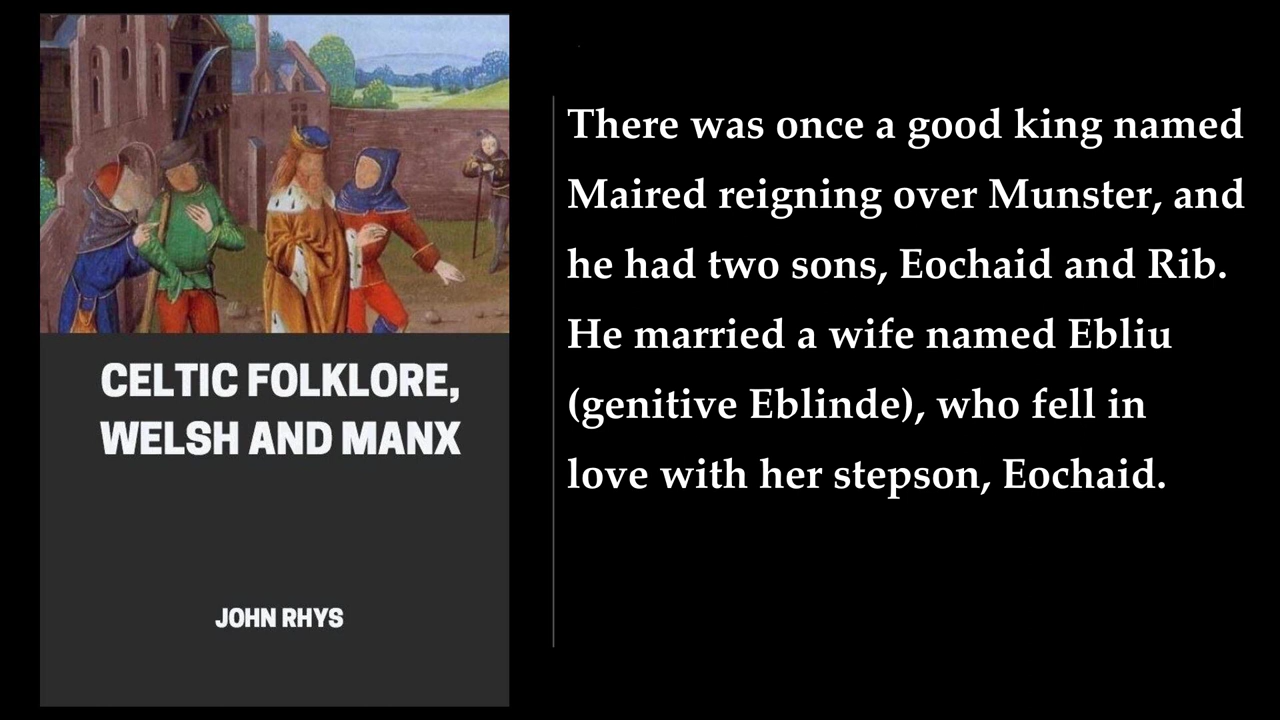 CELTIC FOLKLORE,
WELSH AND MANX
JOHN RHYS
There was once a good king named
Maired reigning over Munster, and
he had two sons, Eochaid and Rib.
He married a wife named Ebliu
(genitive Eblinde), who fell in
love with her stepson, Eochaid.